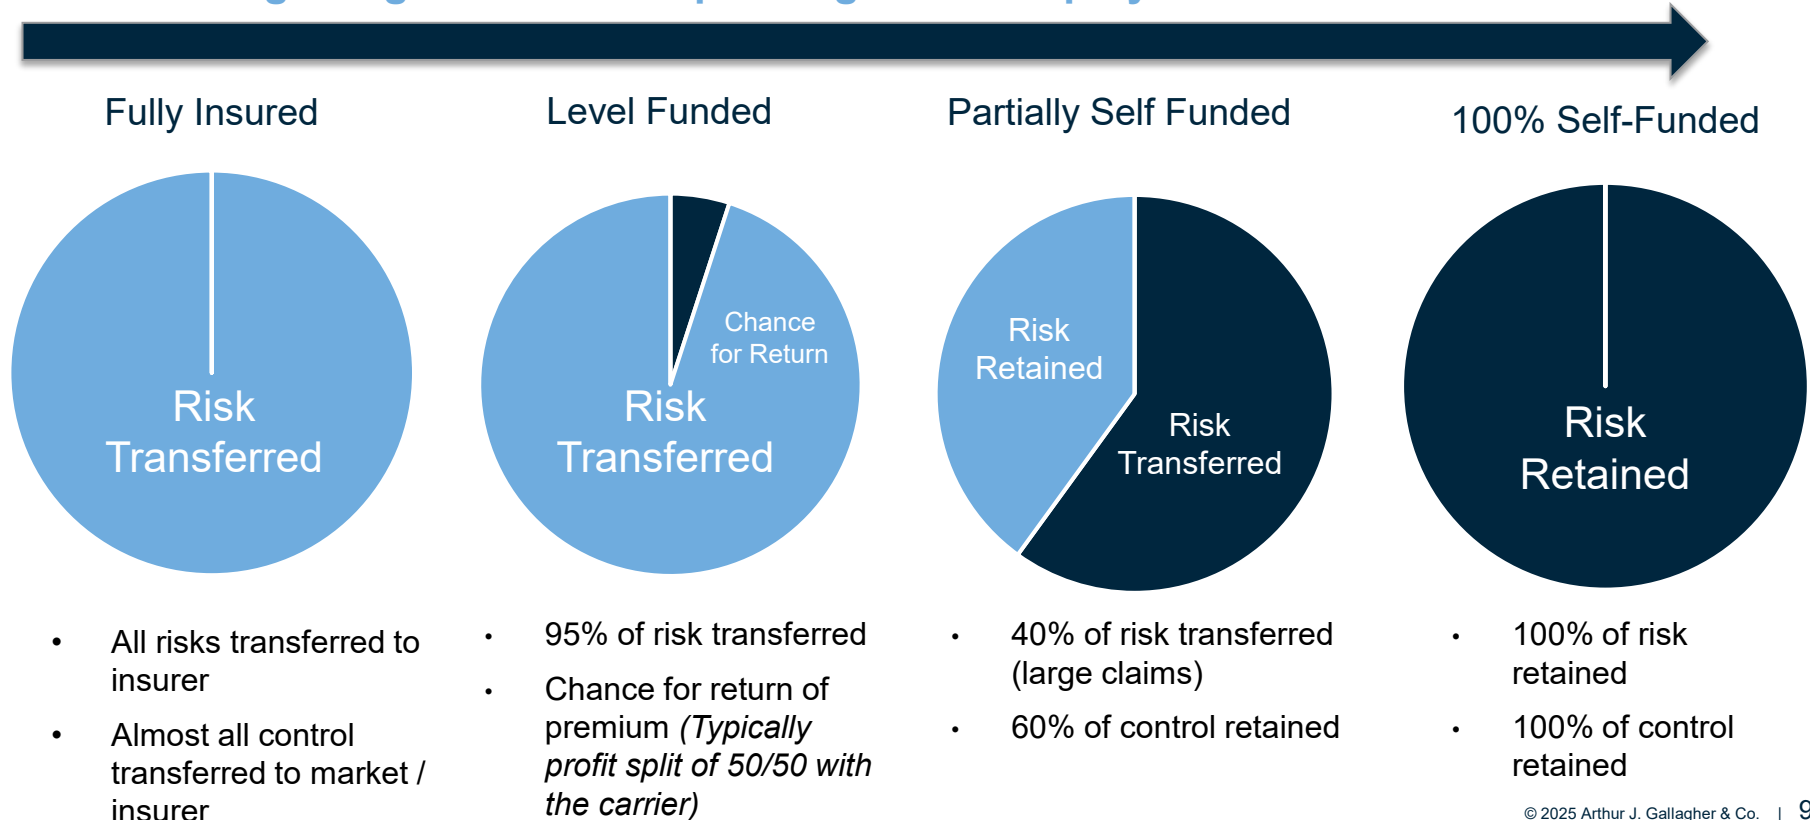 Fully Insured
Level Funded
Partially Self Funded
100% Self-Funded
Risk
Transferred
Chance
for Return
Risk
Transferred
Risk
Retained
Risk
Transferred
Risk
Retained
• All risks transferred to
insurer
• Almost all control
transferred to market /
insurer
• 95% of risk transferred
• Chance for return of
premium (Typically
profit split of 50/50 with
the carrier)
• 40% of risk transferred
(large claims)
• 60% of control retained
• 100% of risk
retained
• 100% of control
retained
© 2025 Arthur J. Gallagher & Co. | 9